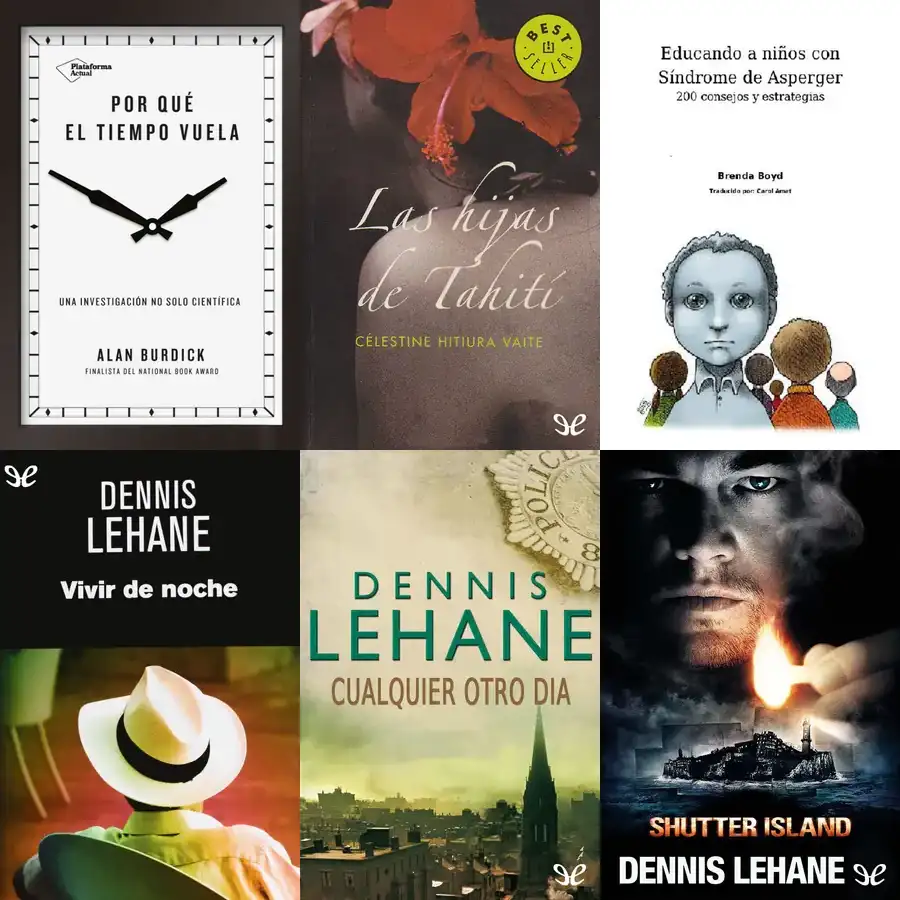 Plataforma
Actual
POR QUÉ
EL TIEMPO VUELA
UNA INVESTIGACIÓN NO SOLO CIENTÍFICA
ALAN BURDICK
FINALISTA DEL NATIONAL BOOK AWARD
BEST
SELLER
Las hijas
de Tahití
CÉLESTINE HITIURA VAITE
Educando a niños con
Síndrome de Asperger
200 consejos y estrategias
Brenda Boyd
Traducido por: Carol Amat
DENNIS
LEHANE
Vivir de noche
POLICE
8
DENNIS
LEHANE
CUALQUIER OTRO DIA
SHUTTER ISLAND
DENNIS LEHANE